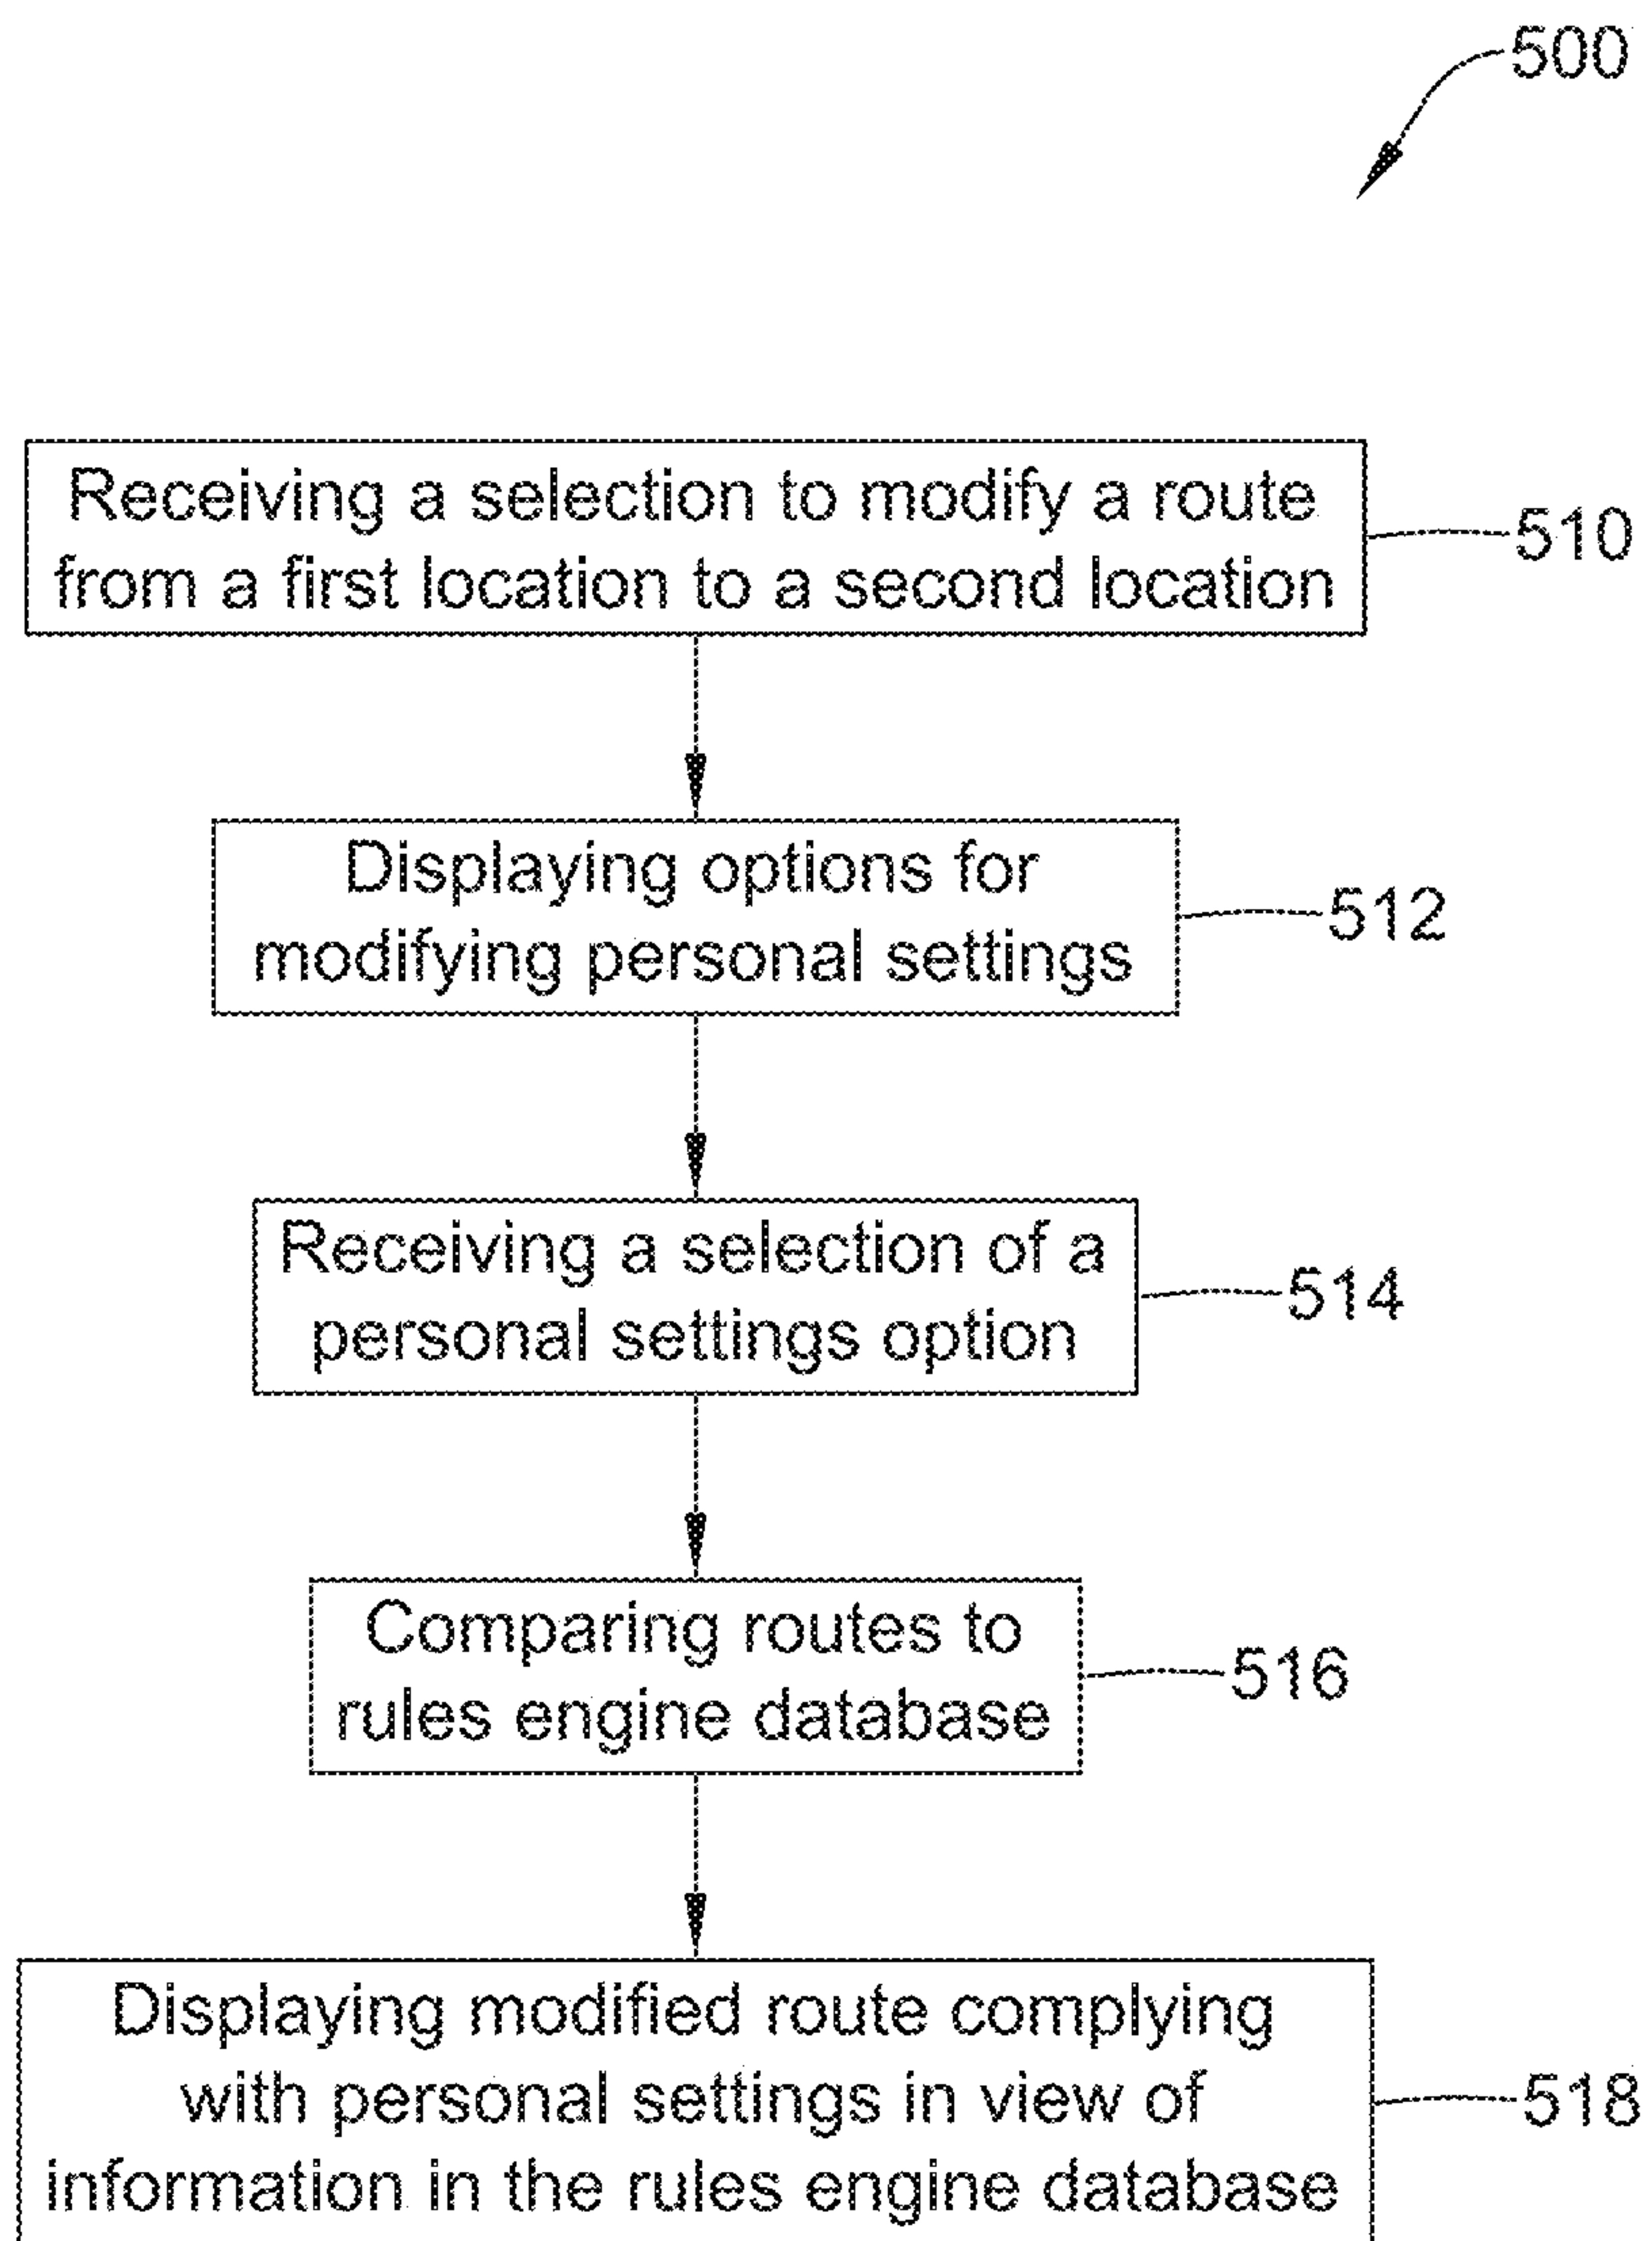 500
Receiving a selection to modify a route
from a first location to a second location
510
Displaying options for
modifying personal settings
512
Receiving a selection of a
personal settings option
514
Comparing routes to
rules engine database
516
Displaying modified route complying
with personal settings in view of
information in the rules engine database
518